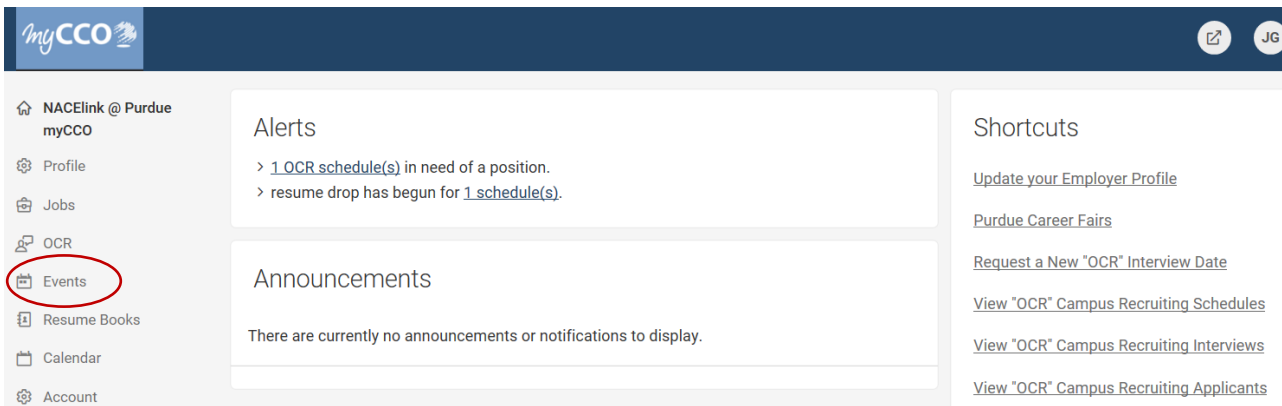 myCCO
JG
NACElink @ Purdue
myCCO
Profile
Jobs
OCR
Events
Resume Books
Calendar
Account
Alerts
> 1 OCR schedule(s) in need of a position.
> resume drop has begun for 1 schedule(s).
Announcements
There are currently no announcements or notifications to display.
Shortcuts
Update your Employer Profile
Purdue Career Fairs
Request a New "OCR" Interview Date
View "OCR" Campus Recruiting Schedules
View "OCR" Campus Recruiting Interviews
View "OCR" Campus Recruiting Applicants